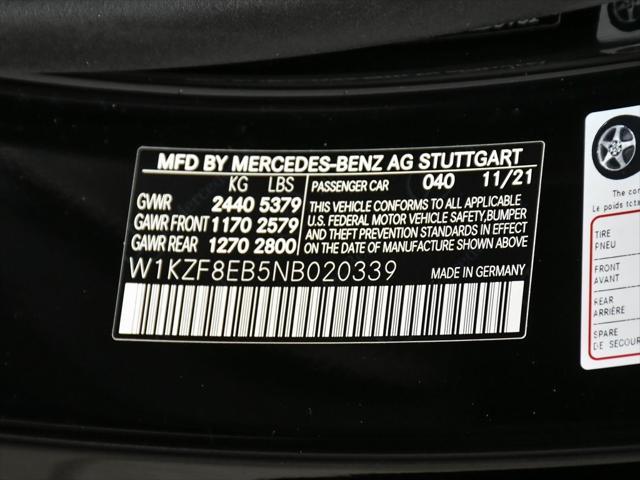 MFD BY MERCEDES-BENZ AG STUTTGART
KG LBS
GVWR 2440 5379
GAWR FRONT 1170 2579
GAWR REAR 1270 2800
PASSENGER CAR 040 11/21
THIS VEHICLE CONFORMS TO ALL APPLICABLE
U.S. FEDERAL MOTOR VEHICLE SAFETY, BUMPER
AND THEFT PREVENTION STANDARDS IN EFFECT
ON THE DATE OF MANUFACTURE SHOWN ABOVE.
W1KZF8EB5NB020339
MADE IN GERMANY
The co
Le poids tota
TIRE
PNEU
FRONT
AVANT
REAR
ARRIÈRE
SPARE
DE SECOUR